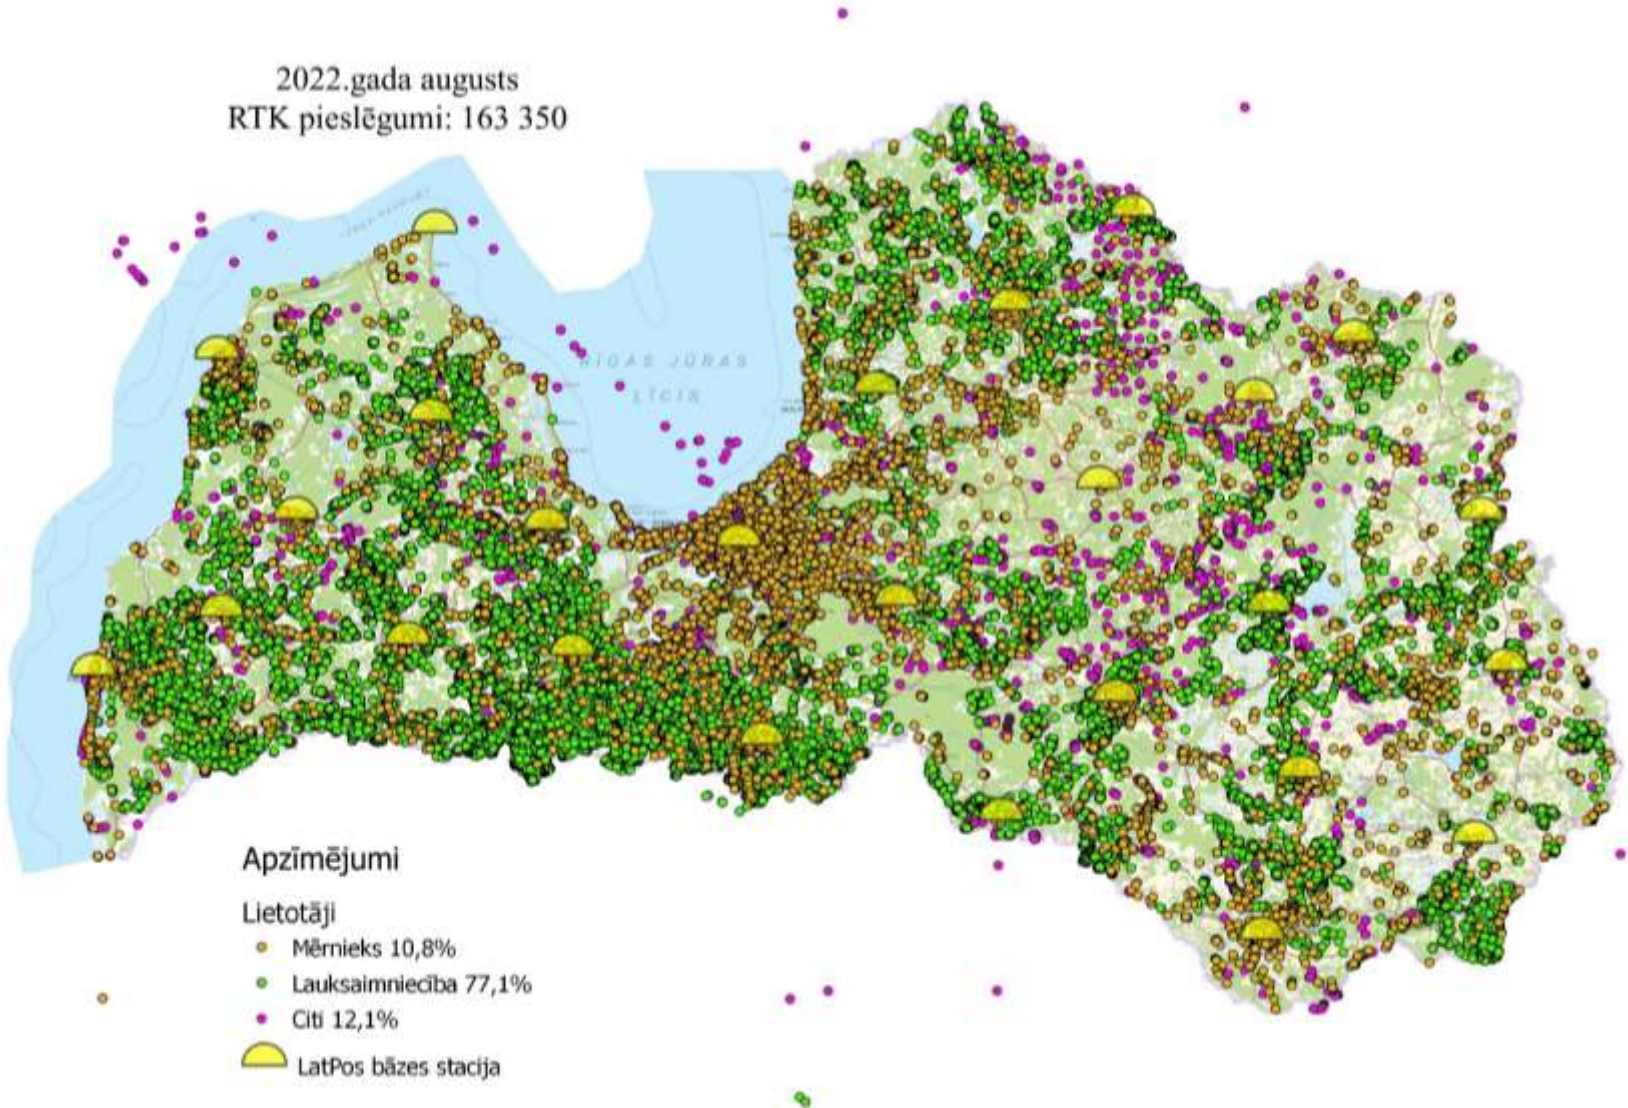 2022.gada augusts
RTK pieslēgumi: 163 350
RĪGAS JŪRAS
LĪCIS
Apzīmējumi
Lietotāji
Mērnieks 10,8%
Lauksaimniecība 77,1%
Citi 12,1%
LatPos bāzes stacija